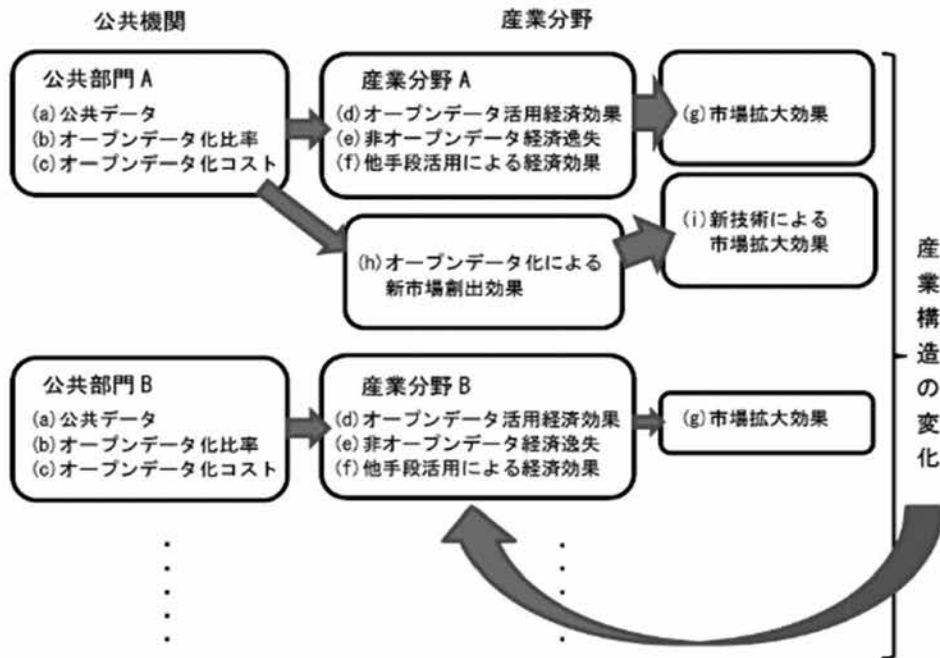 公共機関
産業分野
公共部門A
(a)公共データ
(b)オープンデータ化比率
(c)オープンデータ化コスト
産業分野A
(d)オープンデータ活用経済効果
(e)非オープンデータ経済逸失
(f)他手段活用による経済効果
(g)市場拡大効果
(h)オープンデータ化による
新市場創出効果
(i)新技術による
市場拡大効果
公共部門B
(a)公共データ
(b)オープンデータ化比率
(c)オープンデータ化コスト
産業分野B
(d)オープンデータ活用経済効果
(e)非オープンデータ経済逸失
(f)他手段活用による経済効果
(g)市場拡大効果
産業構造の変化